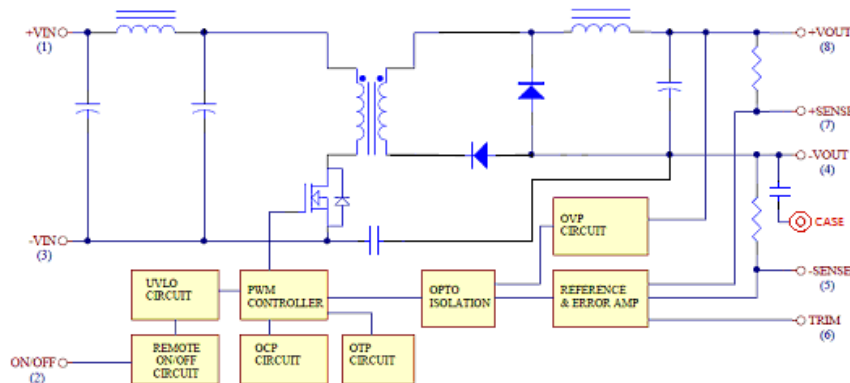 +VIN
(1)
+VOUT
(8)
+SENSE
(7)
-VOUT
(4)
CASE
-VIN
(3)
OVP
CIRCUIT
-SENSE
(5)
UVLO
CIRCUIT
PWM
CONTROLLER
OPTO
ISOLATION
REFERENCE
& ERROR AMP
TRIM
(6)
ON/OFF
(2)
REMOTE
ON/OFF
CIRCUIT
OCP
CIRCUIT
OTP
CIRCUIT